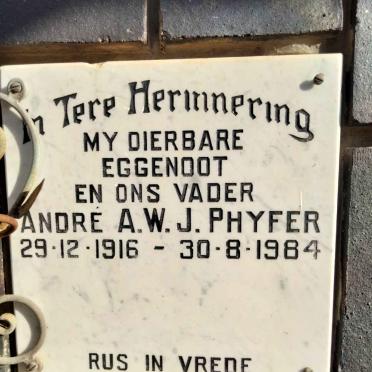 In Tere Herinnering
MY DIERBARE
EGGENOOT
EN ONS VADER
ANDRÉ A.W.J. PHYFER
29·12·1916 - 30·8·1984
RUS IN VREDE